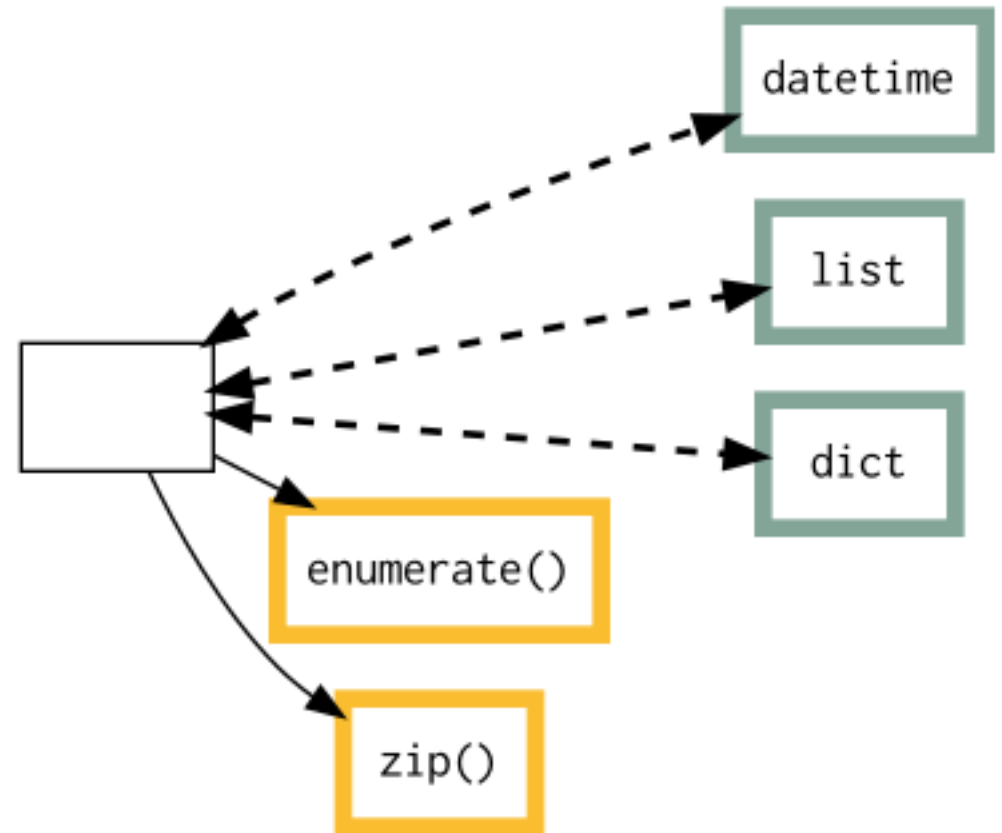 datetime
list
dict
enumerate()
zip()